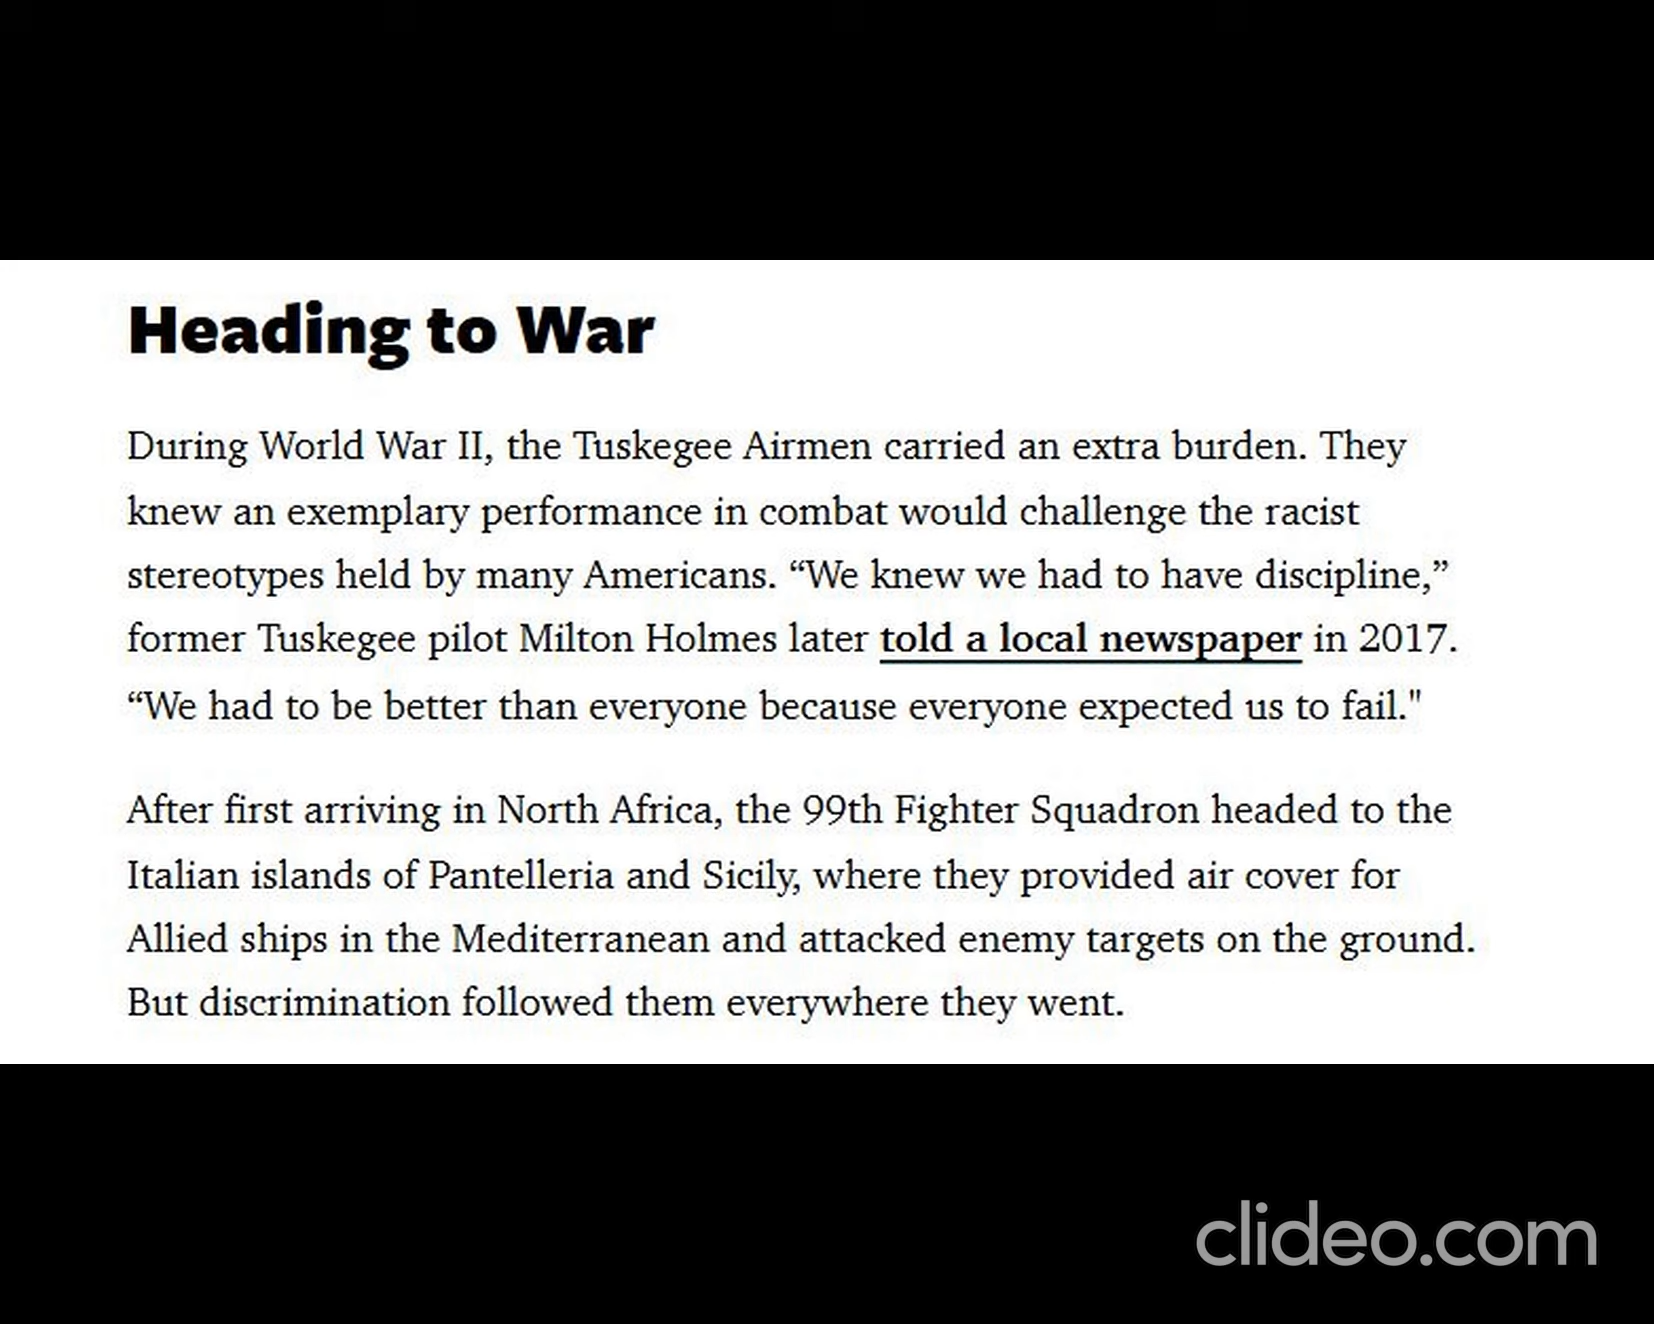 Heading to War
During World War II, the Tuskegee Airmen carried an extra burden. They
knew an exemplary performance in combat would challenge the racist
stereotypes held by many Americans. “We knew we had to have discipline,”
former Tuskegee pilot Milton Holmes later told a local newspaper in 2017.
“We had to be better than everyone because everyone expected us to fail."
After first arriving in North Africa, the 99th Fighter Squadron headed to the
Italian islands of Pantelleria and Sicily, where they provided air cover for
Allied ships in the Mediterranean and attacked enemy targets on the ground.
But discrimination followed them everywhere they went.
clideo.com